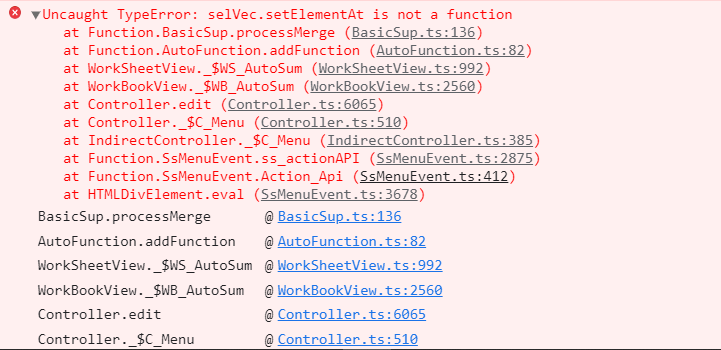 Uncaught TypeError: selVec.setElementAt is not a function
at Function.BasicSup.processMerge (BasicSup.ts:136)
at Function.AutoFunction.addFunction (AutoFunction.ts:82)
at WorkSheetView._$WS_AutoSum (WorkSheetView.ts:992)
at WorkBookView._$WB_AutoSum (WorkBookView.ts:2560)
at Controller.edit (Controller.ts:6065)
at Controller._$C_Menu (Controller.ts:510)
at IndirectController._$C_Menu (IndirectController.ts:385)
at Function.SsMenuEvent.ss_actionAPI (SsMenuEvent.ts:2875)
at Function.SsMenuEvent.Action_Api (SsMenuEvent.ts:412)
at HTMLDivElement.eval (SsMenuEvent.ts:3678)
BasicSup.processMerge @ BasicSup.ts:136
AutoFunction.addFunction @ AutoFunction.ts:82
WorkSheetView._$WS_AutoSum @ WorkSheetView.ts:992
WorkBookView._$WB_AutoSum @ WorkBookView.ts:2560
Controller.edit @ Controller.ts:6065
Controller._$C_Menu @ Controller.ts:510